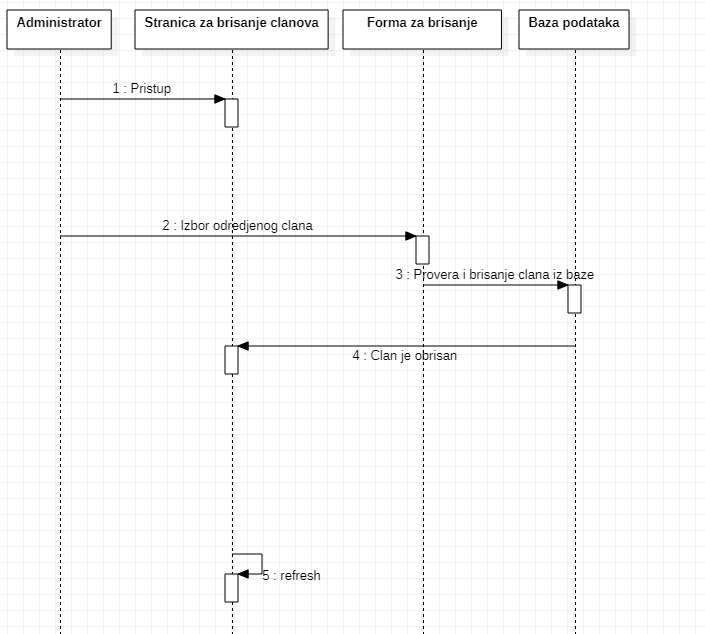 Administrator
Stranica za brisanje clanova
Forma za brisanje
Baza podataka
1 : Pristup
2 : Izbor odredjenog clana
3 : Provera i brisanje clana iz baze
4 : Clan je obrisan
5 : refresh